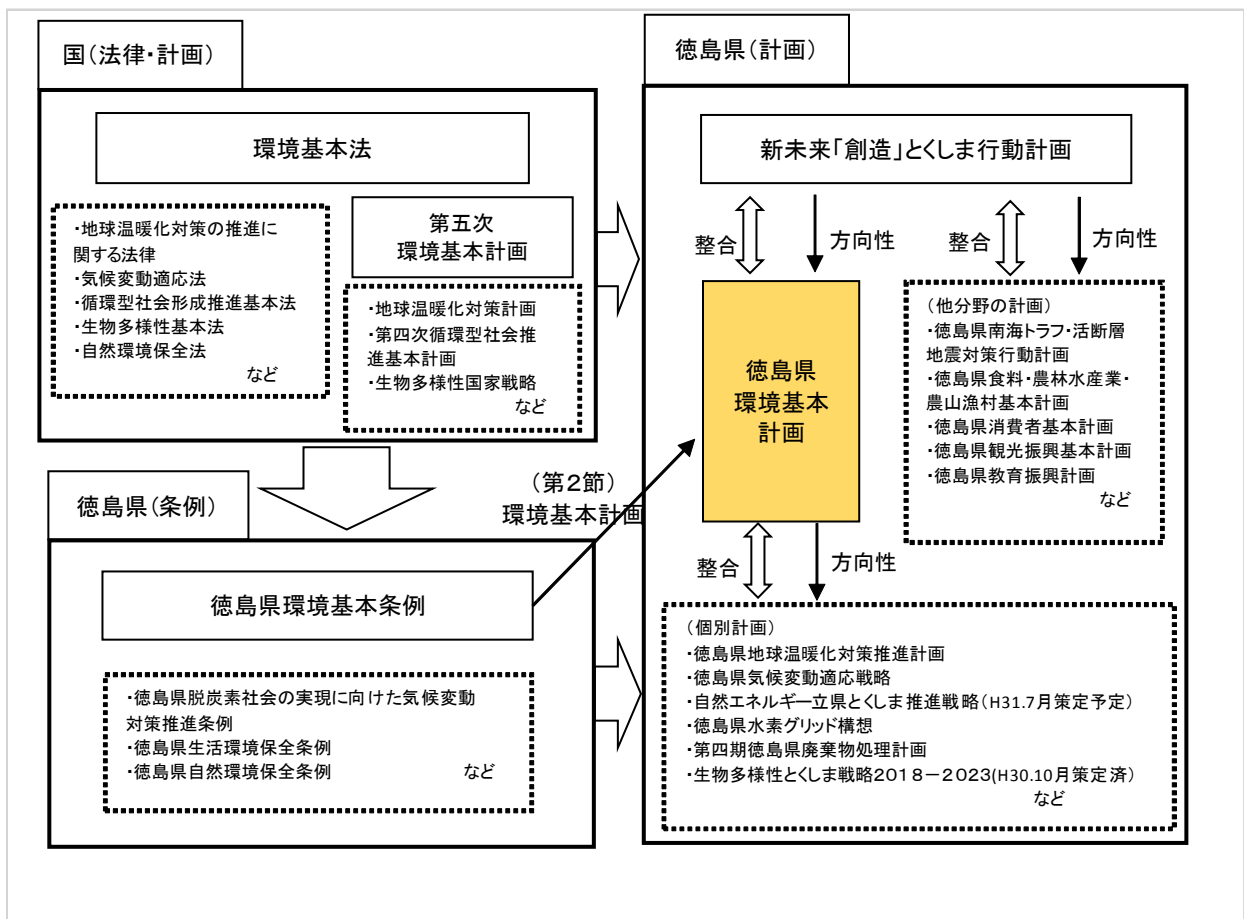 国(法律・計画)
環境基本法
・地球温暖化対策の推進に
関する法律
・気候変動適応法
・循環型社会形成推進基本法
・生物多様性基本法
・自然環境保全法
など
第五次
環境基本計画
・地球温暖化対策計画
・第四次循環型社会推
進基本計画
・生物多様性国家戦略
など
徳島県(条例)
徳島県環境基本条例
・徳島県脱炭素社会の実現に向けた気候変動
対策推進条例
・徳島県生活環境保全条例
・徳島県自然環境保全条例 など
(第2節)
環境基本計画
徳島県(計画)
新未来「創造」とくしま行動計画
整合
方向性
整合
方向性
徳島県
環境基本
計画
(他分野の計画)
・徳島県南海トラフ・活断層
地震対策行動計画
・徳島県食料・農林水産業・
農山漁村基本計画
・徳島県消費者基本計画
・徳島県観光振興基本計画
・徳島県教育振興計画
など
整合
方向性
(個別計画)
・徳島県地球温暖化対策推進計画
・徳島県気候変動適応戦略
・自然エネルギー立県とくしま推進戦略(H31.7月策定予定)
・徳島県水素グリッド構想
・第四期徳島県廃棄物処理計画
・生物多様性とくしま戦略2018-2023(H30.10月策定済)
など